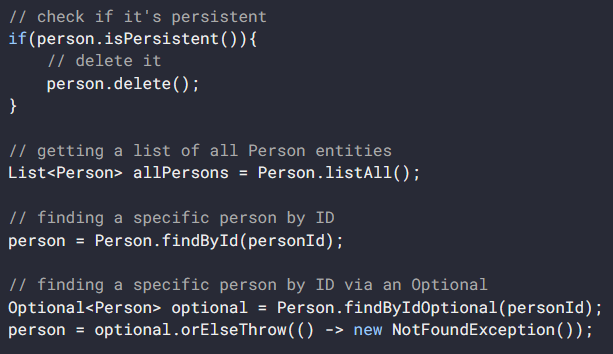 // check if it's persistent
if(person.isPersistent()){
    // delete it
    person.delete();
}

// getting a list of all Person entities
List<Person> allPersons = Person.listAll();

// finding a specific person by ID
person = Person.findById(personId);

// finding a specific person by ID via an Optional
Optional<Person> optional = Person.findByIdOptional(personId);
person = optional.orElseThrow(() -> new NotFoundException());